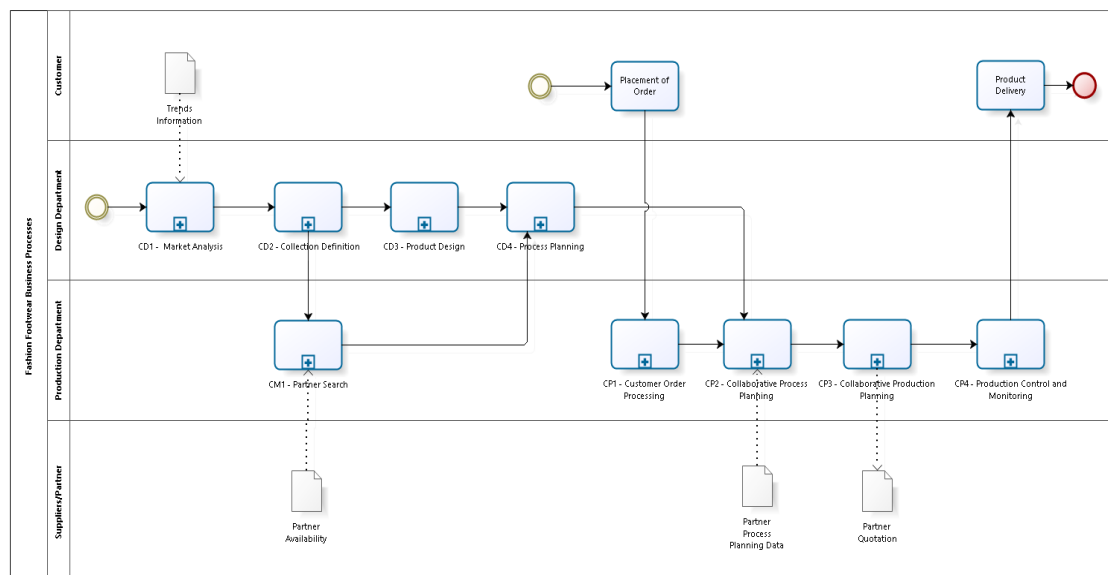 Fashion Footwear Business Processes
Customer
Trends
Information
Placement of
Order
Product
Delivery
Design Department
CD1 - Market Analysis
CD2 - Collection Definition
CD3 - Product Design
CD4 - Process Planning
Production Department
CM1 - Partner Search
CP1 - Customer Order
Processing
CP2 - Collaborative Process
Planning
CP3 - Collaborative Production
Planning
CP4 - Production Control and
Monitoring
Suppliers/Partner
Partner
Availability
Partner
Process
Planning Data
Partner
Quotation